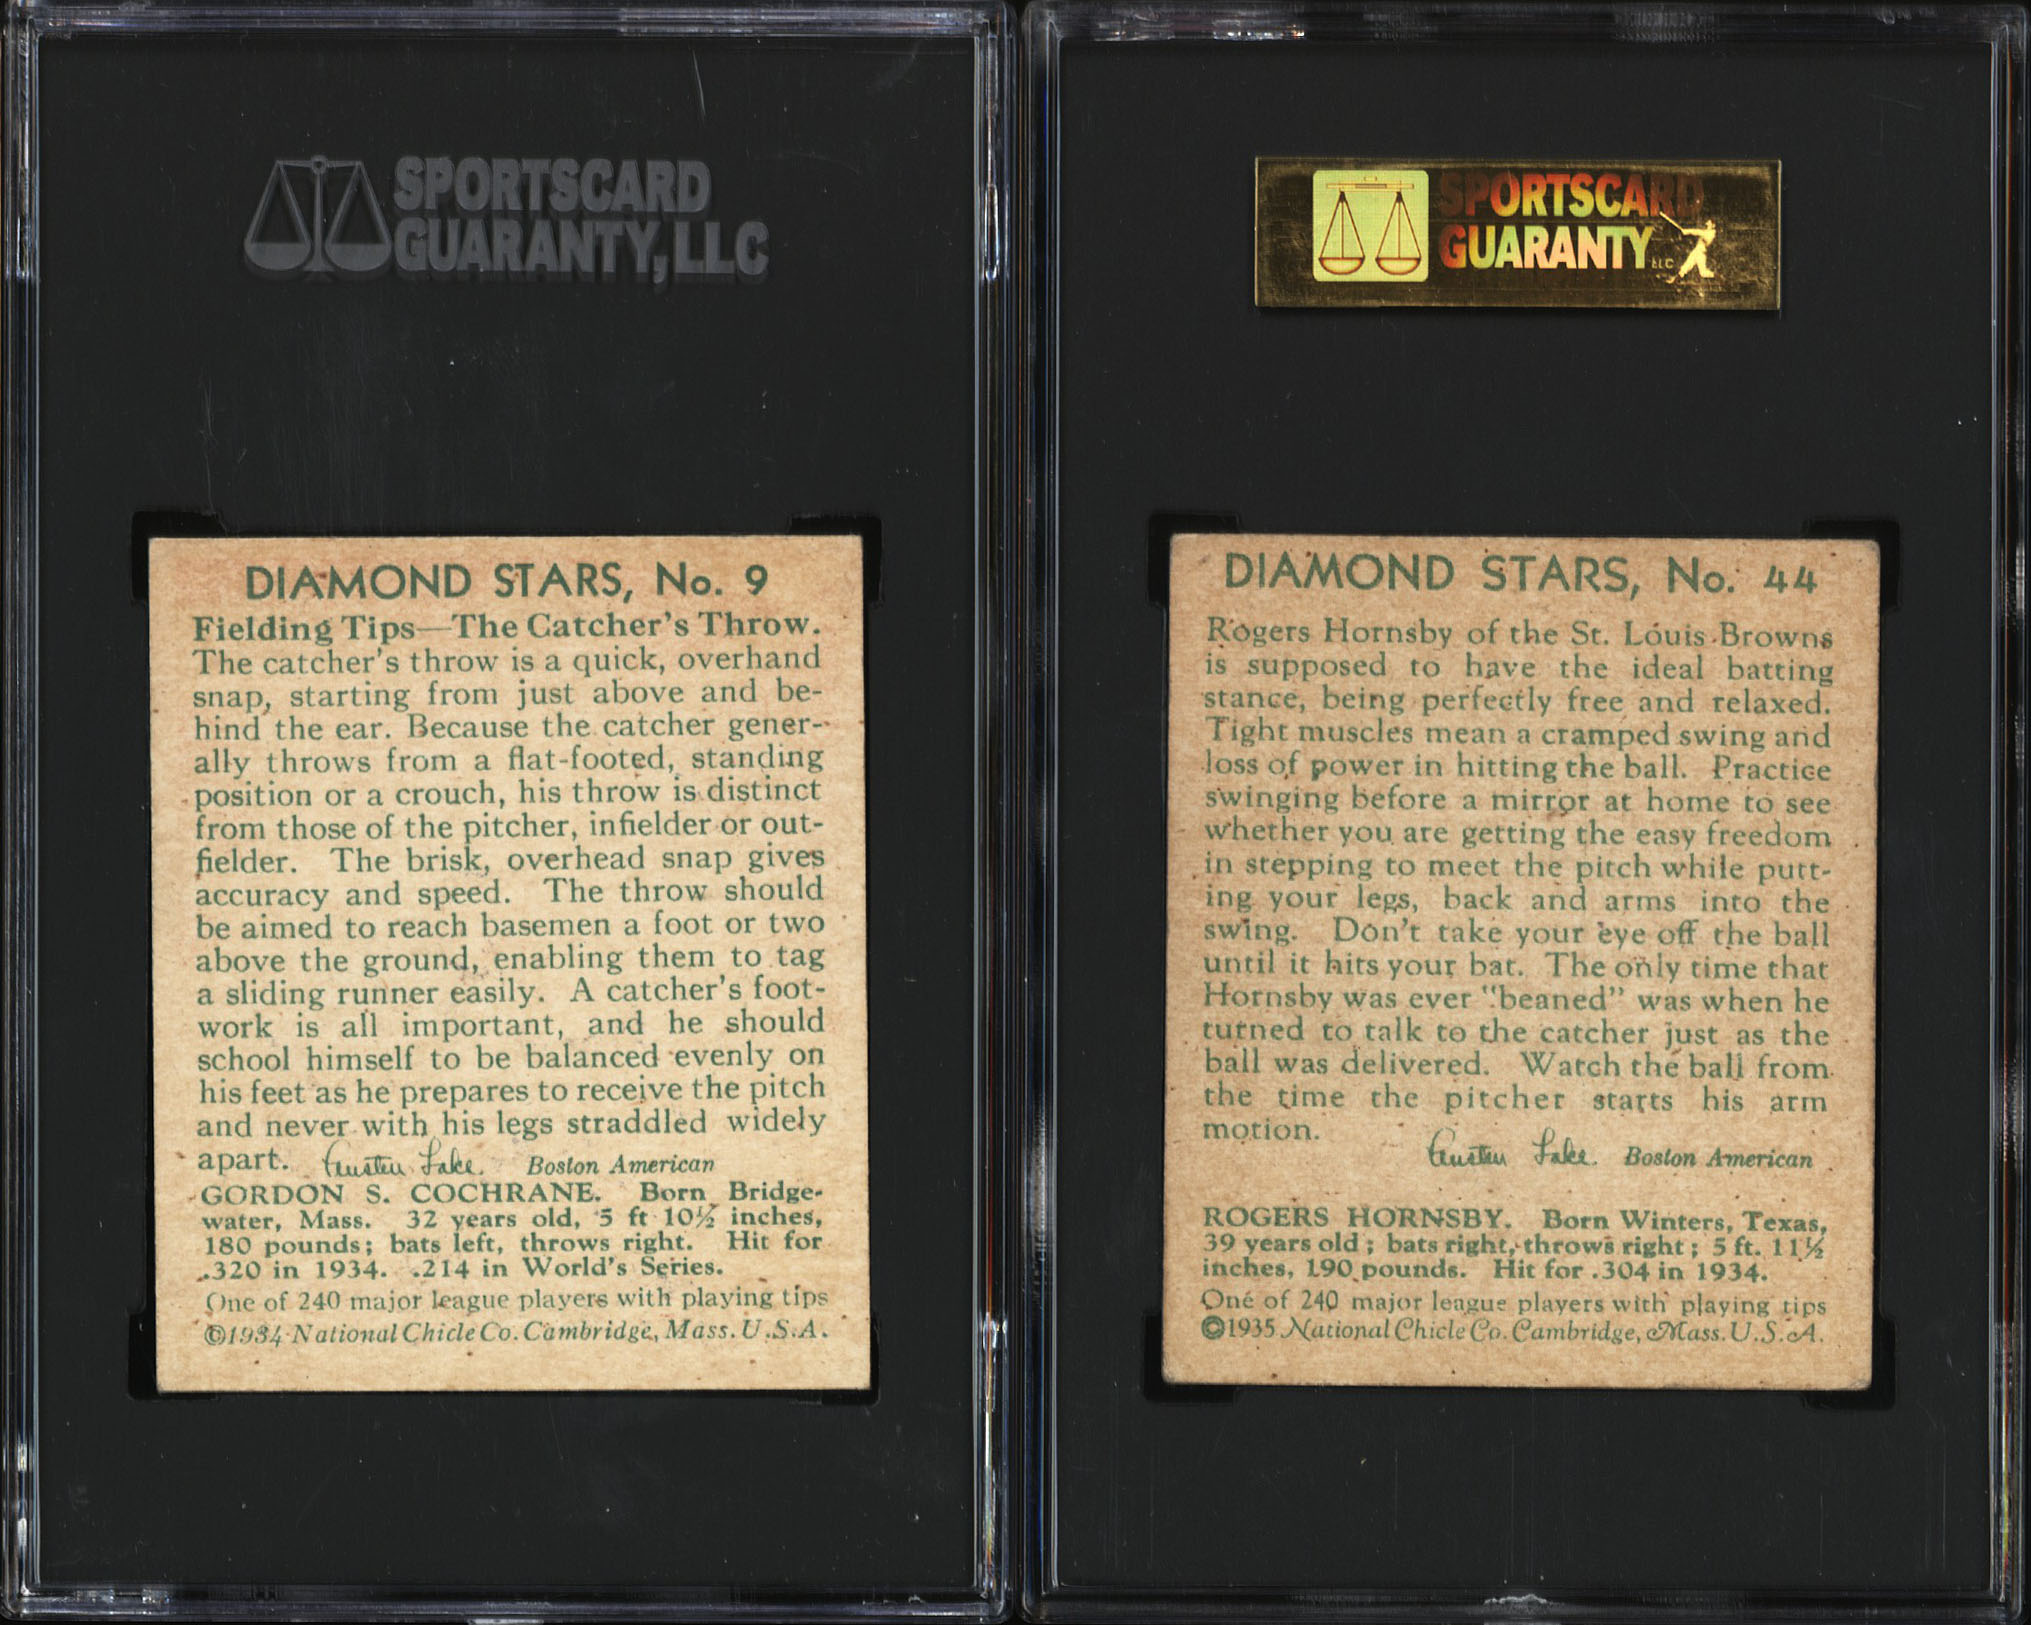 SPORTSCARD
GUARANTY, LLC
DIAMOND STARS, No. 9
Fielding Tips—The Catcher's Throw.
The catcher's throw is a quick, overhand
snap, starting from just above and be-
hind the ear. Because the catcher gener-
ally throws from a flat-footed, standing
position or a crouch, his throw is distinct
from those of the pitcher, infielder or out-
fielder. The brisk, overhead snap gives
accuracy and speed. The throw should
be aimed to reach basemen a foot or two
above the ground, enabling them to tag
a sliding runner easily. A catcher's foot-
work is all important, and he should
school himself to be balanced evenly on
his feet as he prepares to receive the pitch
and never with his legs straddled widely
apart. Austen Lake. Boston American
GORDON S. COCHRANE. Born Bridge-
water, Mass. 32 years old, 5 ft 10½ inches,
180 pounds; bats left, throws right. Hit for
.320 in 1934. .214 in World's Series.
One of 240 major league players with playing tips
©1934 National Chicle Co. Cambridge, Mass. U.S.A.
SPORTSCARD
GUARANTY LLC
DIAMOND STARS, No. 44
Rogers Hornsby of the St. Louis Browns
is supposed to have the ideal batting
stance, being perfectly free and relaxed.
Tight muscles mean a cramped swing and
loss of power in hitting the ball. Practice
swinging before a mirror at home to see
whether you are getting the easy freedom
in stepping to meet the pitch while putt-
ing your legs, back and arms into the
swing. Don't take your eye off the ball
until it hits your bat. The only time that
Hornsby was ever "beaned" was when he
turned to talk to the catcher just as the
ball was delivered. Watch the ball from
the time the pitcher starts his arm
motion.
Austen Lake. Boston American
ROGERS HORNSBY. Born Winters, Texas,
39 years old; bats right, throws right; 5 ft. 11½
inches, 190 pounds. Hit for .304 in 1934.
One of 240 major league players with playing tips
©1935 National Chicle Co. Cambridge, Mass. U.S.A.